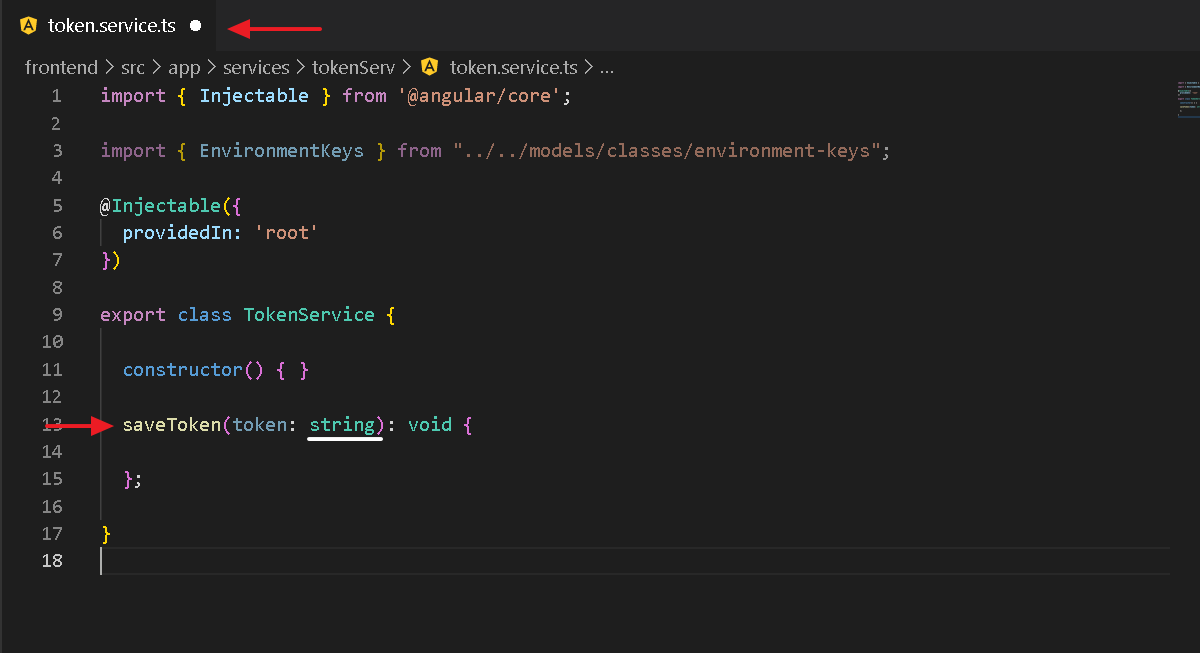 token.service.ts
frontend > src > app > services > tokenServ > token.service.ts > ...
1 import { Injectable } from '@angular/core';
2
3 import { EnvironmentKeys } from "../../models/classes/environment-keys";
4
5 @Injectable({
6 providedIn: 'root'
7 })
8
9 export class TokenService {
10
11 constructor() { }
12
13 saveToken(token: string): void {
14
15 };
16
17 }
18